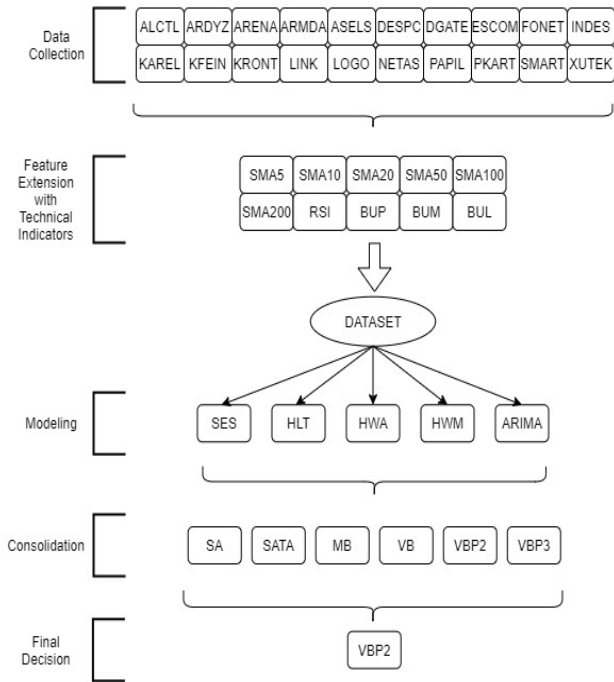 Data
Collection
ALCTL ARDYZ ARENA ARMDA ASELS DESPC DGATE ESCOM FONET INDES
KAREL KFEIN KRONT LINK LOGO NETAS PAPIL PKART SMART XUTEK
Feature
Extension
with
Technical
Indicators
SMA5 SMA10 SMA20 SMA50 SMA100
SMA200 RSI BUP BUM BUL
DATASET
Modeling
SES HLT HWA HWM ARIMA
Consolidation
SA SATA MB VB VBP2 VBP3
Final
Decision
VBP2